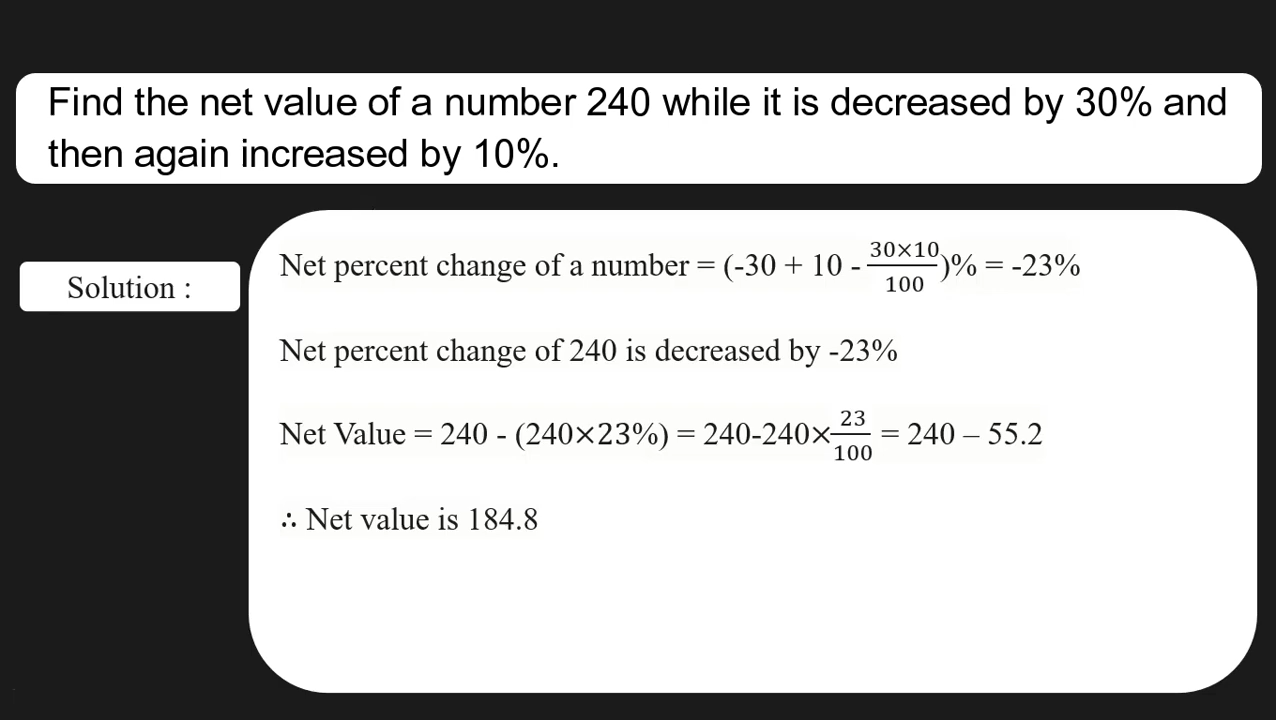 Find the net value of a number 240 while it is decreased by 30% and
then again increased by 10%.
Solution :
Net percent change of a number = (-30 + 10 - \frac{30×10}{100})% = -23%
Net percent change of 240 is decreased by -23%
Net Value = 240 - (240×23%) = 240-240×\frac{23}{100} = 240 – 55.2
∴ Net value is 184.8